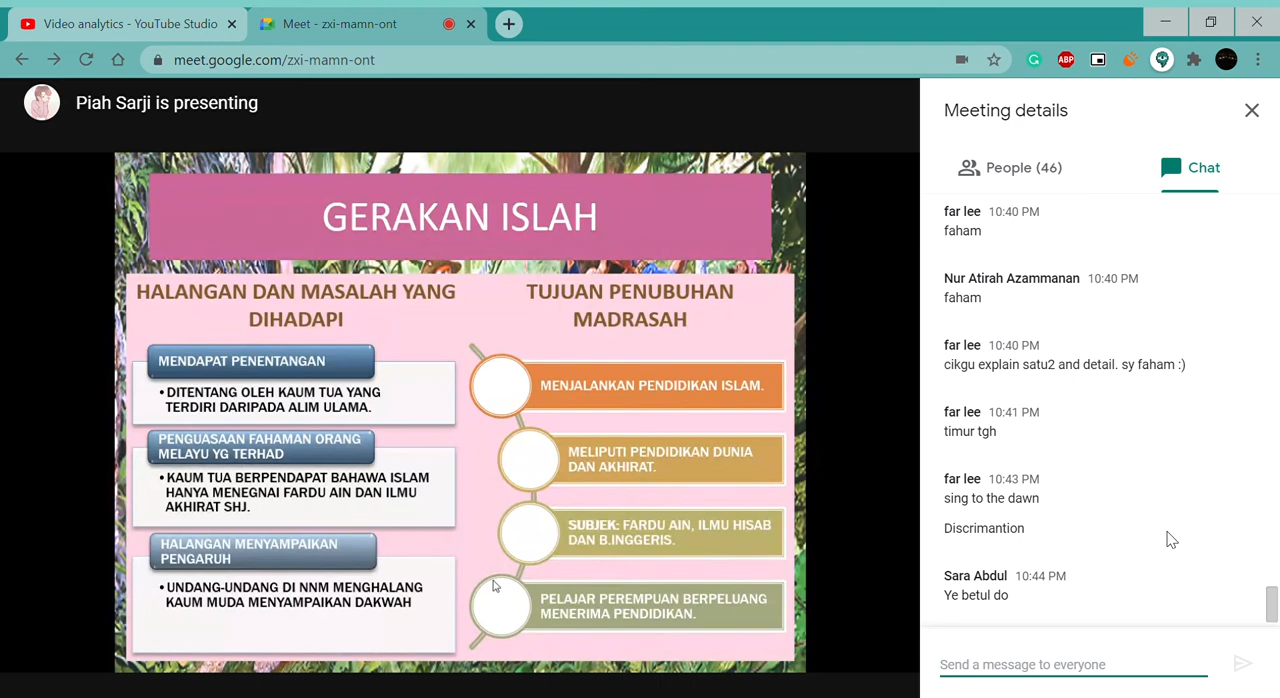 Video analytics - YouTube Studio
Meet - zxi-mamn-ont
meet.google.com/zxi-mamn-ont
ABP
Piah Sarji is presenting
GERAKAN ISLAH
HALANGAN DAN MASALAH YANG
DIHADAPI
MENDAPAT PENENTANGAN
•DITENTANG OLEH KAUM TUA YANG
TERDIRI DARIPADA ALIM ULAMA.
PENGUASAAN FAHAMAN ORANG
MELAYU YG TERHAD
•KAUM TUA BERPENDAPAT BAHAWA ISLAM
HANYA MENEGNAI FARDU AIN DAN ILMU
AKHIRAT SHJ.
HALANGAN MENYAMPAIKAN
PENGARUH
•UNDANG-UNDANG DI NNM MENGHALANG
KAUM MUDA MENYAMPAIKAN DAKWAH
TUJUAN PENUBUHAN
MADRASAH
MENJALANKAN PENDIDIKAN ISLAM.
MELIPUTI PENDIDIKAN DUNIA
DAN AKHIRAT.
SUBJEK: FARDU AIN, ILMU HISAB
DAN B.INGGERIS.
PELAJAR PEREMPUAN BERPELUANG
MENERIMA PENDIDIKAN.
Meeting details
People (46)
Chat
far lee 10:40 PM
faham
Nur Atirah Azammanan 10:40 PM
faham
far lee 10:40 PM
cikgu explain satu2 and detail. sy faham :)
far lee 10:41 PM
timur tgh
far lee 10:43 PM
sing to the dawn
Discrimantion
Sara Abdul 10:44 PM
Ye betul do
Send a message to everyone